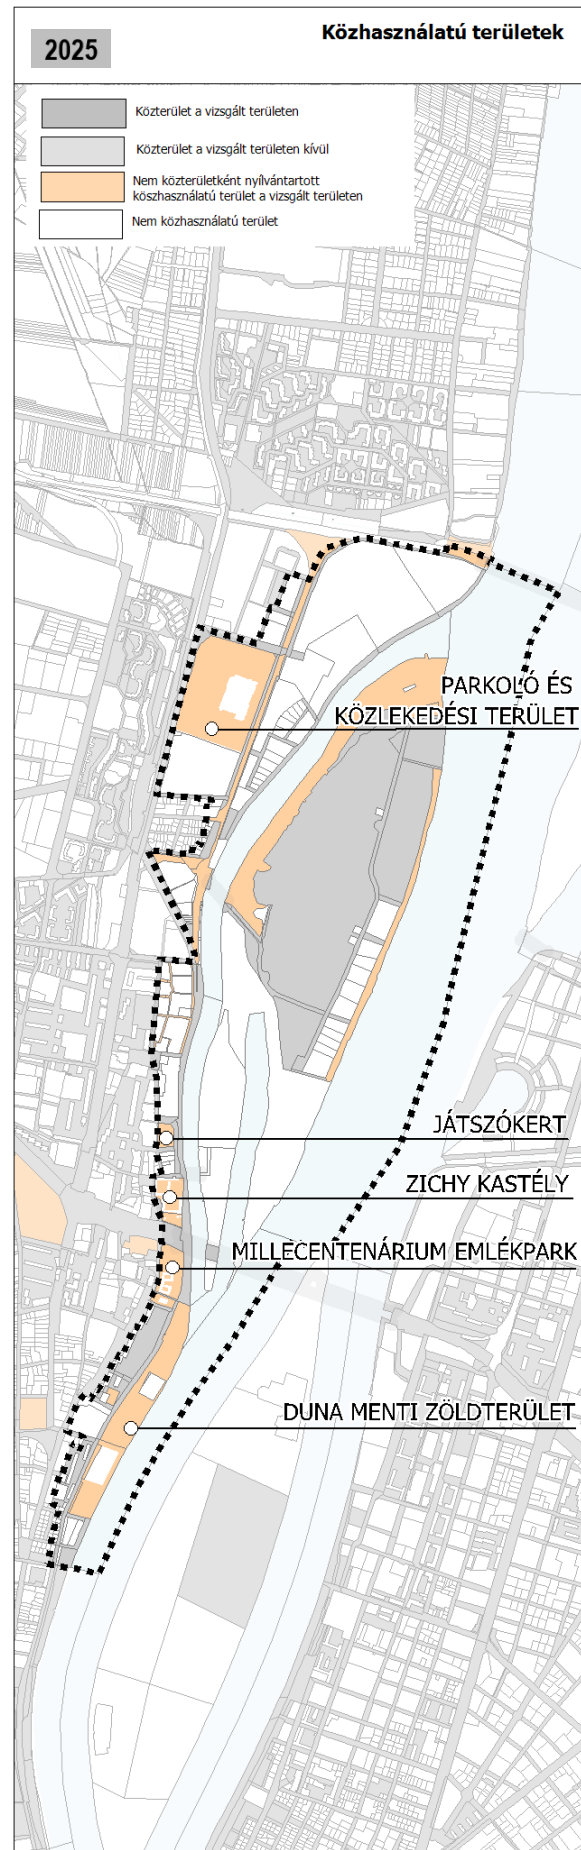 Közhasználatú területek
2025
Közterület a vizsgált területen
Közterület a vizsgált területen kívül
Nem közterületként nyílvántartott
köszhasználatú terület a vizsgált területen
Nem közhasználatú terület
PARKOLÓ ÉS
KÖZLEKEDÉSI TERÜLET
JÁTSZÓKERT
ZICHY KASTÉLY
MILLECENTENÁRIUM EMLÉKPARK
DUNA MENTI ZÖLDTERÜLET